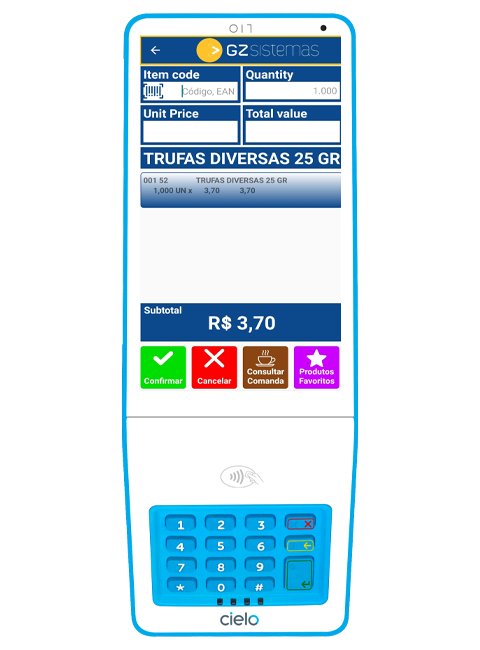 GZ sistemas
Item code
Quantity
Código, EAN
1.000
Unit Price
Total value
TRUFAS DIVERSAS 25 GR
001 52 TRUFAS DIVERSAS 25 GR
1,000 UN x 3,70 3,70
Subtotal
R$ 3,70
Confirmar
Cancelar
Consultar
Comanda
Produtos
Favoritos
1 2 3 X
4 5 6
7 8 9
* 0 #
cielo